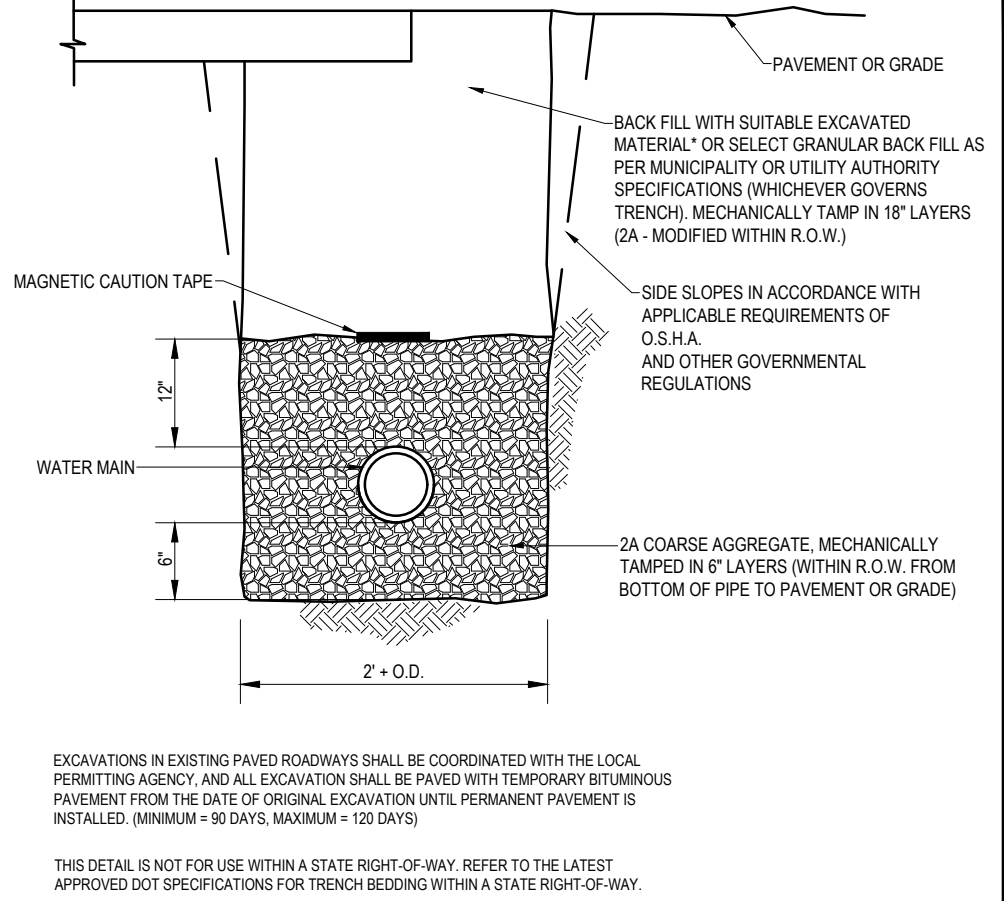 PAVEMENT OR GRADE
BACK FILL WITH SUITABLE EXCAVATED
MATERIAL* OR SELECT GRANULAR BACK FILL AS
PER MUNICIPALITY OR UTILITY AUTHORITY
SPECIFICATIONS (WHICHEVER GOVERNS
TRENCH). MECHANICALLY TAMP IN 18" LAYERS
(2A - MODIFIED WITHIN R.O.W.)
MAGNETIC CAUTION TAPE
SIDE SLOPES IN ACCORDANCE WITH
APPLICABLE REQUIREMENTS OF
O.S.H.A.
AND OTHER GOVERNMENTAL
REGULATIONS
12"
WATER MAIN
6"
2A COARSE AGGREGATE, MECHANICALLY
TAMPED IN 6" LAYERS (WITHIN R.O.W. FROM
BOTTOM OF PIPE TO PAVEMENT OR GRADE)
2' + O.D.
EXCAVATIONS IN EXISTING PAVED ROADWAYS SHALL BE COORDINATED WITH THE LOCAL
PERMITTING AGENCY, AND ALL EXCAVATION SHALL BE PAVED WITH TEMPORARY BITUMINOUS
PAVEMENT FROM THE DATE OF ORIGINAL EXCAVATION UNTIL PERMANENT PAVEMENT IS
INSTALLED. (MINIMUM = 90 DAYS, MAXIMUM = 120 DAYS)
THIS DETAIL IS NOT FOR USE WITHIN A STATE RIGHT-OF-WAY. REFER TO THE LATEST
APPROVED DOT SPECIFICATIONS FOR TRENCH BEDDING WITHIN A STATE RIGHT-OF-WAY.